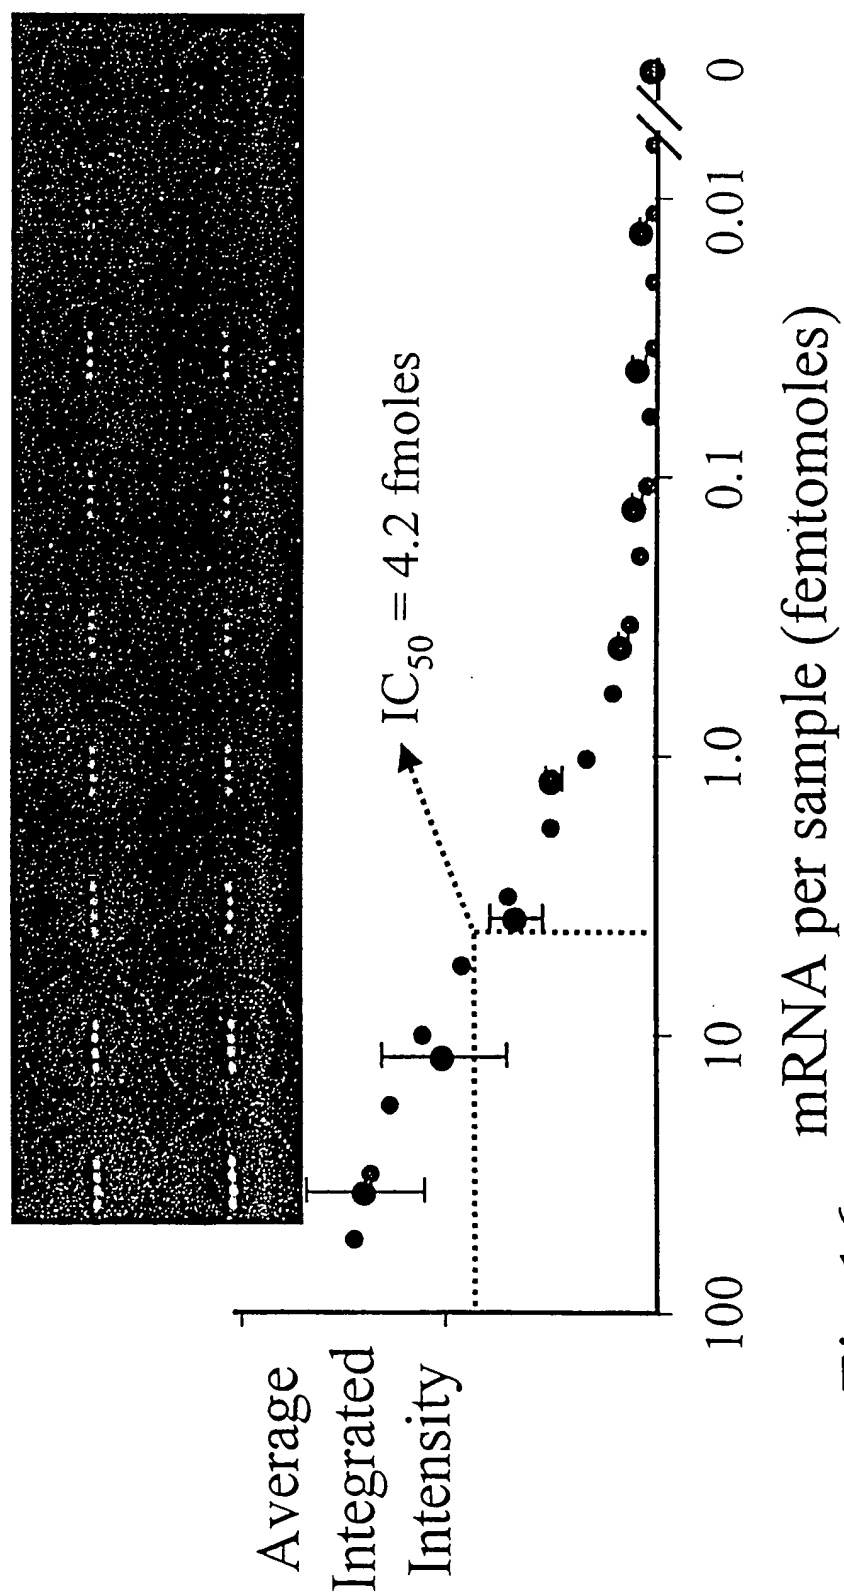 Average
Integrated
Intensity
IC50 = 4.2 fmoles
100
10
1.0
0.1
0.01
0
mRNA per sample (femtomoles)